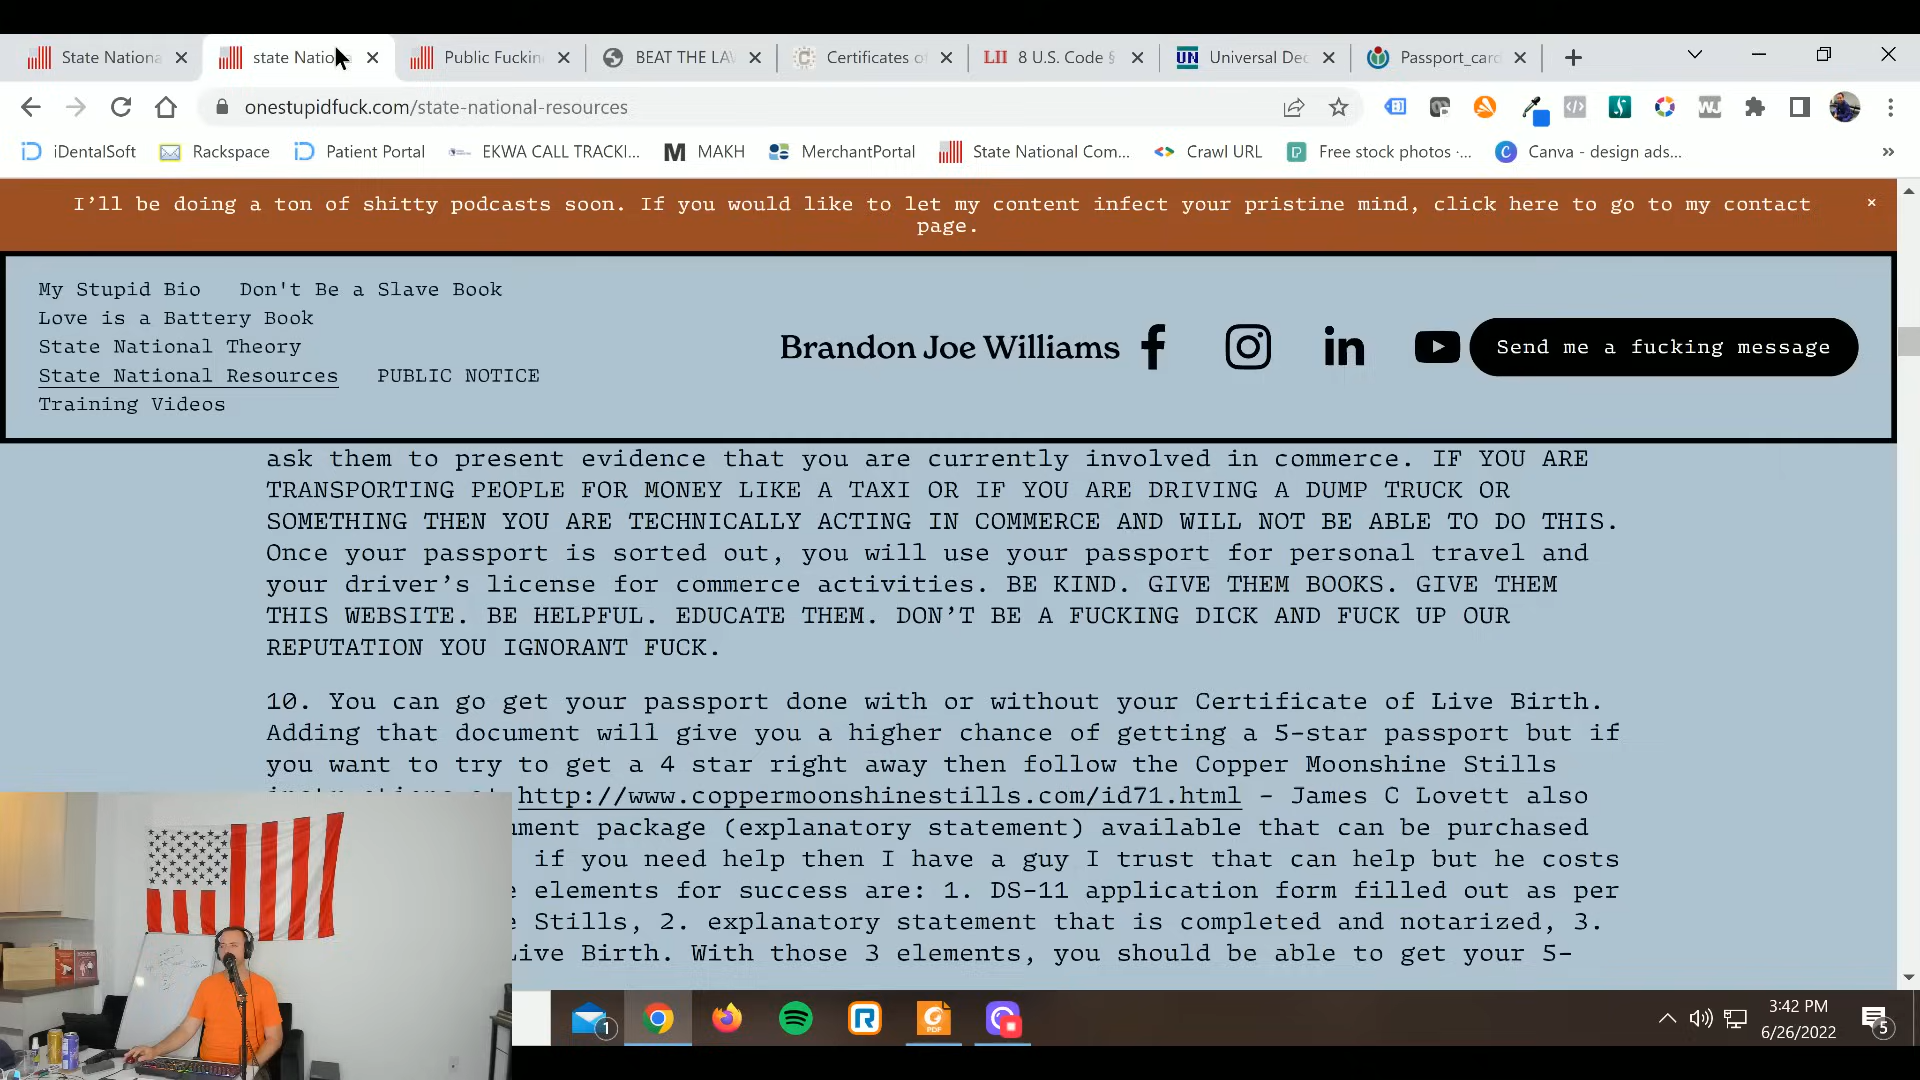 State Nationa
state Natio
Public Fuckin
BEAT THE LAW
Certificates o
LII 8 U.S. Code §
UN Universal Dec
Passport_card
onestupidfuck.com/state-national-resources
iDentalSoft
Rackspace
Patient Portal
EKWA CALL TRACKI...
MAKH
MerchantPortal
State National Com...
Crawl URL
Free stock photos ·...
Canva - design ads...
I'll be doing a ton of shitty podcasts soon. If you would like to let my content infect your pristine mind, click here to go to my contact
page.
My Stupid Bio Don't Be a Slave Book
Love is a Battery Book
State National Theory
State National Resources PUBLIC NOTICE
Training Videos
Brandon Joe Williams
Send me a fucking message
ask them to present evidence that you are currently involved in commerce. IF YOU ARE
TRANSPORTING PEOPLE FOR MONEY LIKE A TAXI OR IF YOU ARE DRIVING A DUMP TRUCK OR
SOMETHING THEN YOU ARE TECHNICALLY ACTING IN COMMERCE AND WILL NOT BE ABLE TO DO THIS.
Once your passport is sorted out, you will use your passport for personal travel and
your driver's license for commerce activities. BE KIND. GIVE THEM BOOKS. GIVE THEM
THIS WEBSITE. BE HELPFUL. EDUCATE THEM. DON'T BE A FUCKING DICK AND FUCK UP OUR
REPUTATION YOU IGNORANT FUCK.
10. You can go get your passport done with or without your Certificate of Live Birth.
Adding that document will give you a higher chance of getting a 5-star passport but if
you want to try to get a 4 star right away then follow the Copper Moonshine Stills
http://www.coppermoonshinestills.com/id71.html - James C Lovett also
ment package (explanatory statement) available that can be purchased
if you need help then I have a guy I trust that can help but he costs
e elements for success are: 1. DS-11 application form filled out as per
e Stills, 2. explanatory statement that is completed and notarized, 3.
Live Birth. With those 3 elements, you should be able to get your 5-
1
3:42 PM
6/26/2022
5